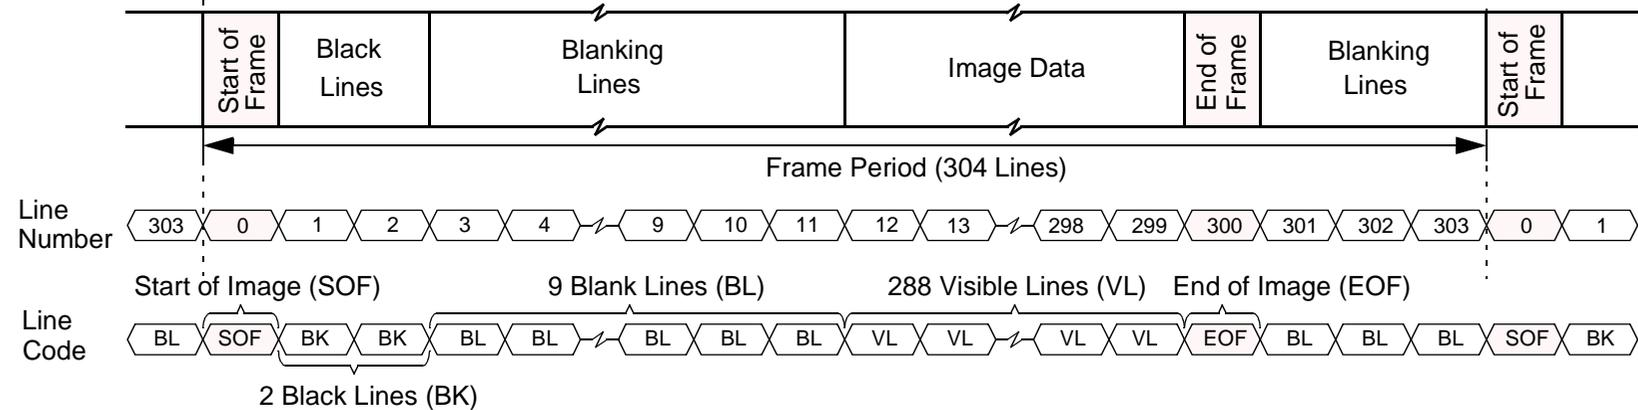 Start of
Frame
Black
Lines
Blanking
Lines
Image Data
End of
Frame
Blanking
Lines
Start of
Frame
Frame Period (304 Lines)
Line
Number
303 0 1 2 3 4 9 10 11 12 13 298 299 300 301 302 303 0 1
Start of Image (SOF) 9 Blank Lines (BL) 288 Visible Lines (VL) End of Image (EOF)
Line
Code
BL SOF BK BK BL BL BL BL BL VL VL VL VL EOF BL BL BL SOF BK
2 Black Lines (BK)